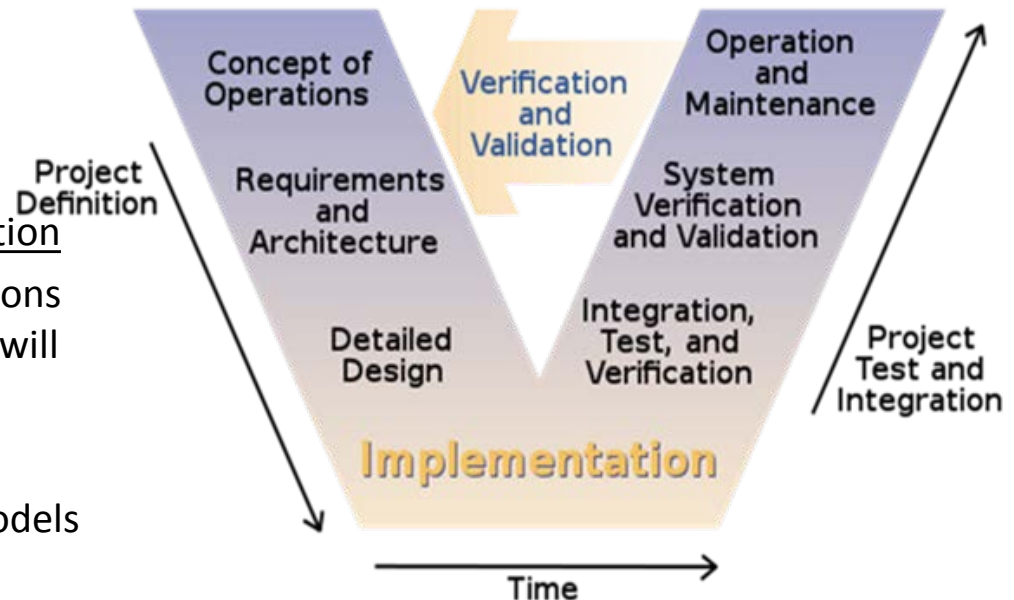 Concept of
Operations
Verification
and
Validation
Operation
and
Maintenance
Project
Definition
Requirements
and
Architecture
System
Verification
and Validation
Detailed
Design
Integration,
Test, and
Verification
Project
Test and
Integration
Implementation
Time
will